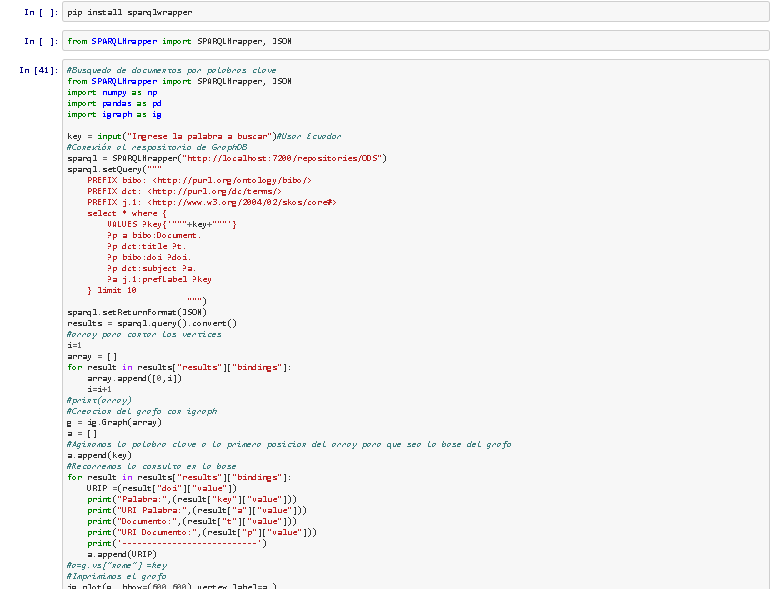 In [ ]: pip install sparqlwrapper
In [ ]: from SPARQLWrapper import SPARQLWrapper, JSON
In [41]: #Busqueda de documentos por palabras clave
from SPARQLWrapper import SPARQLWrapper, JSON
import numpy as np
import pandas as pd
import igraph as ig
key = input("Ingrese la palabra a buscar")#Usar Ecuador
#Conexión al respositorio de GraphDB
sparql = SPARQLWrapper("http://localhost:7200/repositories/ODS")
sparql.setQuery("""
PREFIX bibo: <http://purl.org/ontology/bibo/>
PREFIX dct: <http://purl.org/dc/terms/>
PREFIX j.1: <http://www.w3.org/2004/02/skos/core#>
select * where {
VALUES ?key{'"""+key+"""'}
?p a bibo:Document.
?p dct:title ?t.
?p bibo:doi ?doi.
?p dct:subject ?a.
?a j.1:prefLabel ?key
} limit 10
""")
sparql.setReturnFormat(JSON)
results = sparql.query().convert()
#array para contar los vertices
i=1
array = []
for result in results["results"]["bindings"]:
array.append([0,i])
i=i+1
#print(array)
#Creacion del grafo con igraph
g = ig.Graph(array)
a = []
#Aginamos la palabra clave a la primera posicion del array para que sea la base del grafo
a.append(key)
#Recorremos la consulta en la base
for result in results["results"]["bindings"]:
URIP =(result["doi"]["value"])
print("Palabra:",(result["key"]["value"]))
print("URI Palabra:",(result["a"]["value"]))
print("Documento:",(result["t"]["value"]))
print("URI Documento:",(result["p"]["value"]))
print('---------------------------')
a.append(URIP)
#a=g.vs["name"] =key
#Imprimimos el grafo
ig.plot(g, bbox=(600,600),vertex_label=a,)